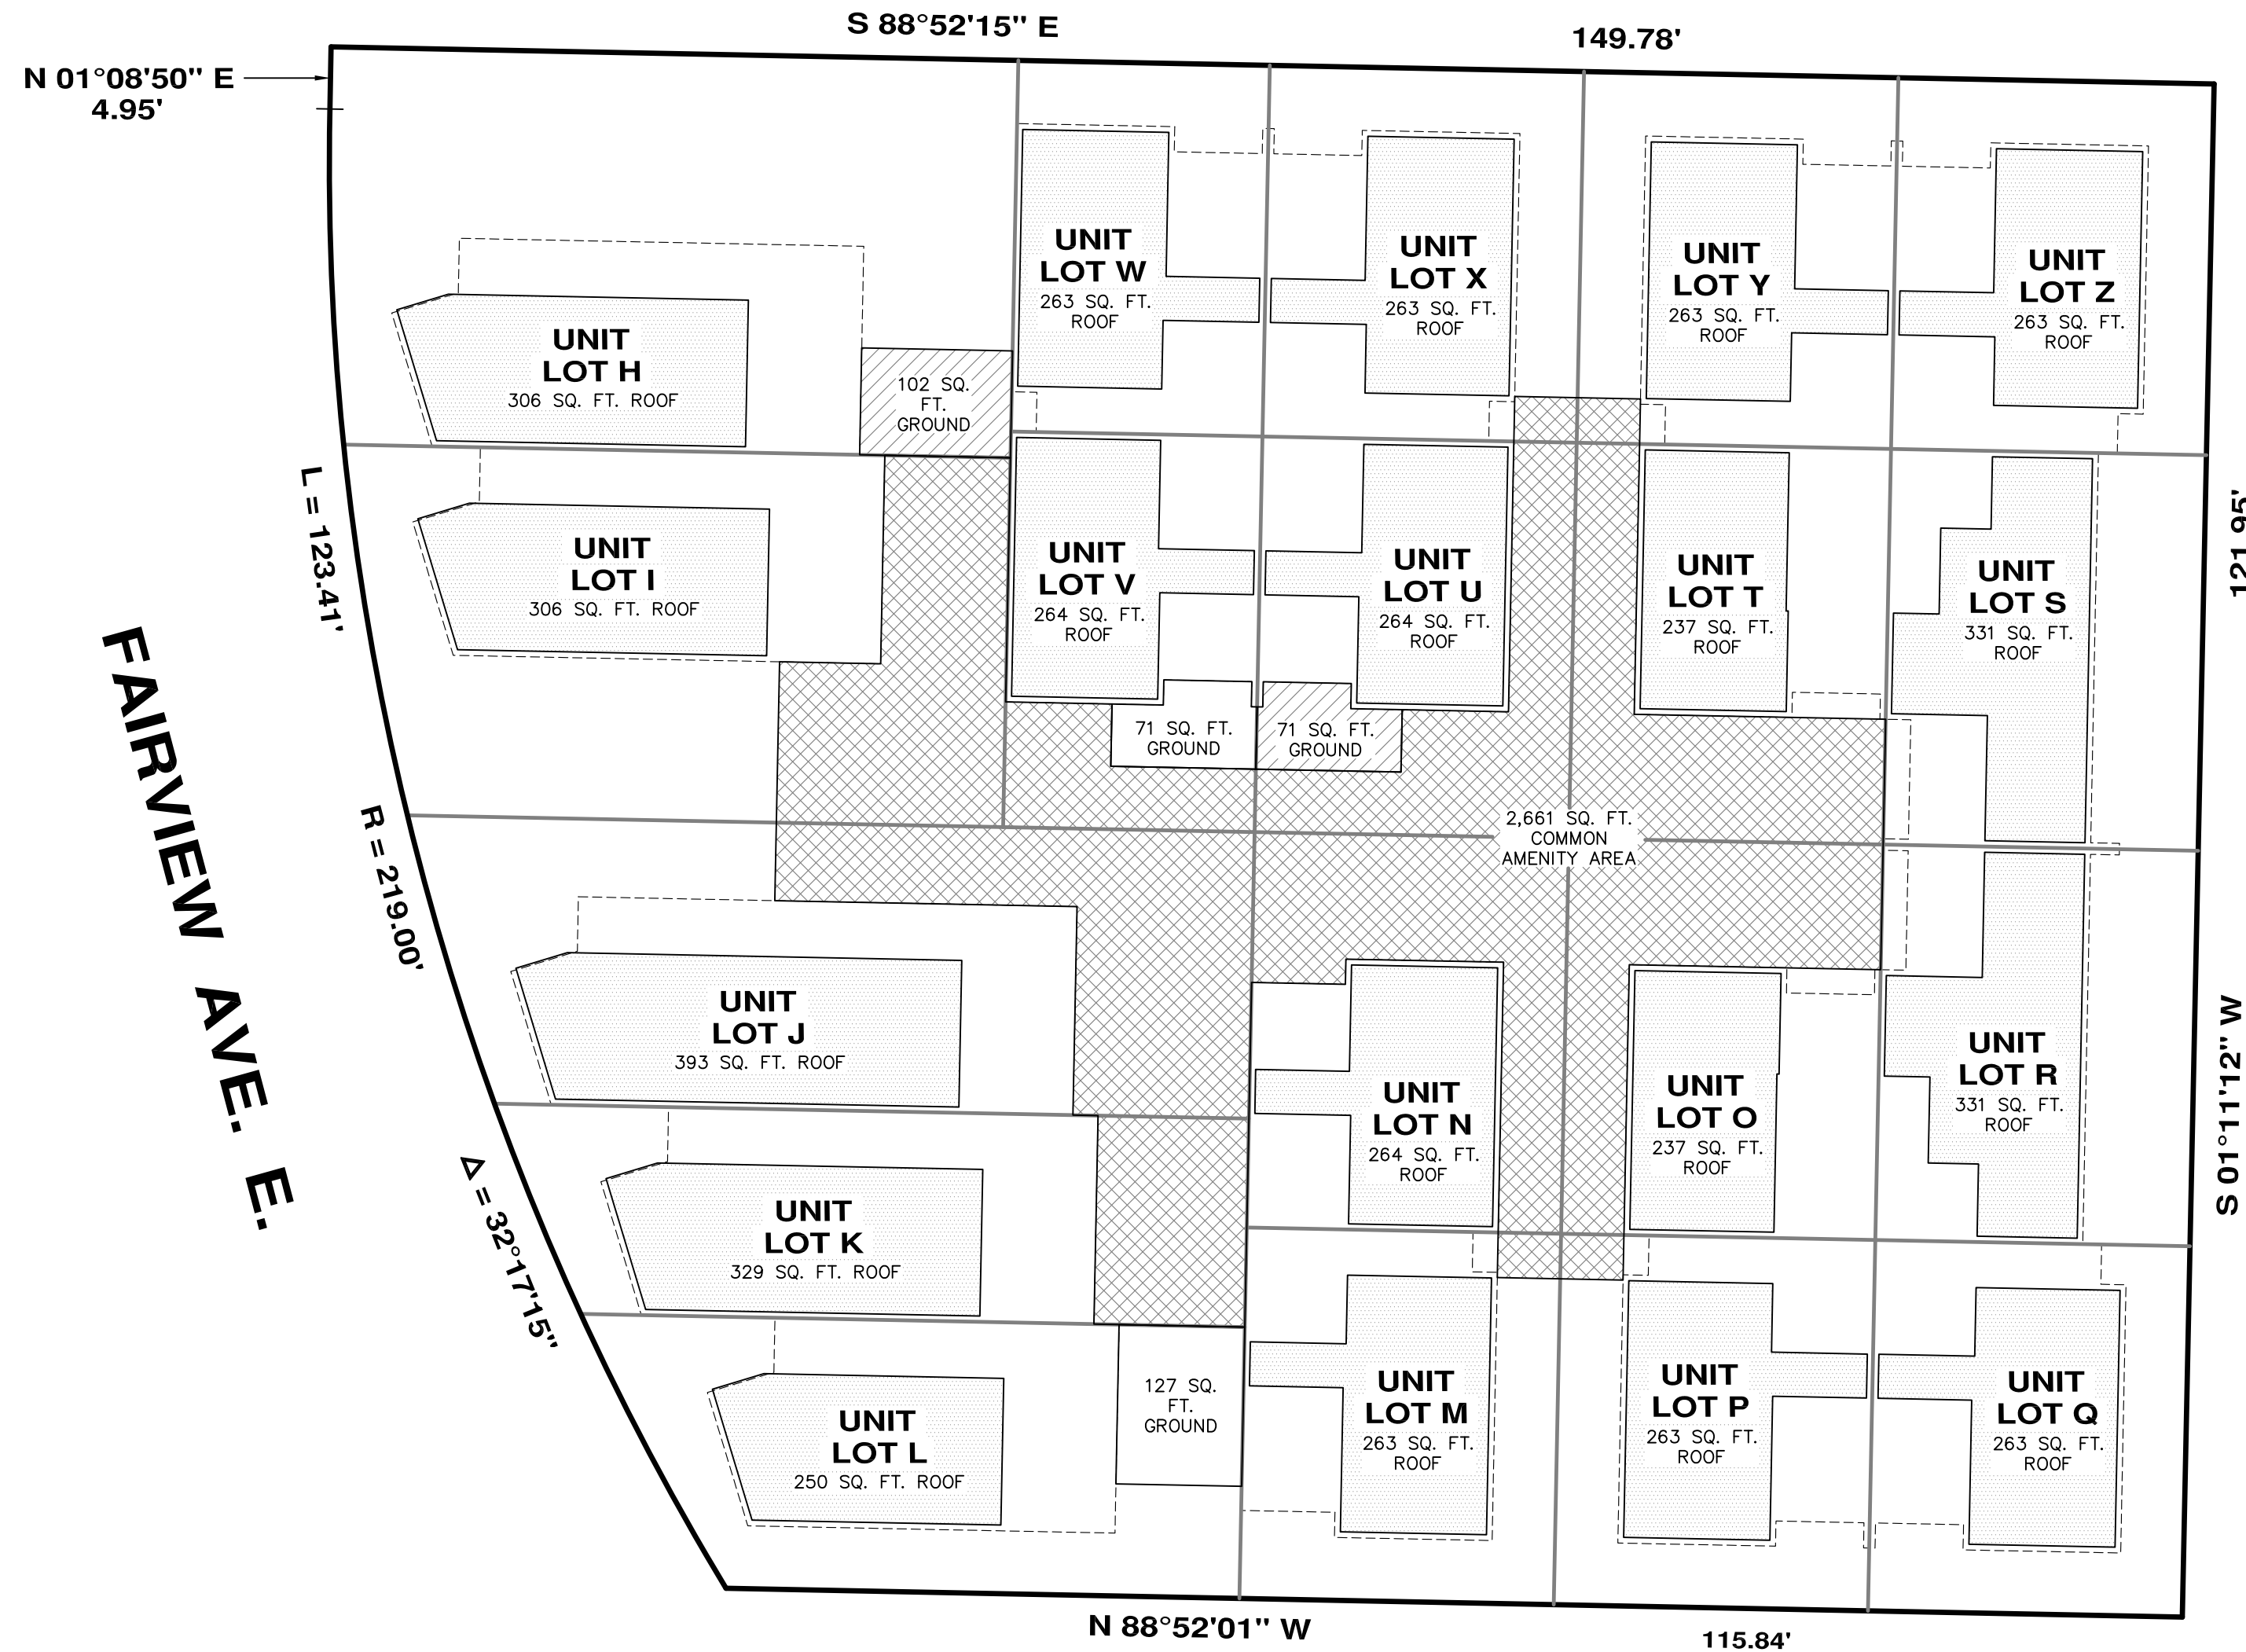 S 88°52'15" E
149.78'
N 01°08'50" E
4.95'
UNIT
LOT W
263 SQ. FT.
ROOF
UNIT
LOT X
263 SQ. FT.
ROOF
UNIT
LOT Y
263 SQ. FT.
ROOF
UNIT
LOT Z
263 SQ. FT.
ROOF
UNIT
LOT H
306 SQ. FT. ROOF
102 SQ.
FT.
GROUND
L = 123.41'
UNIT
LOT I
306 SQ. FT. ROOF
UNIT
LOT V
264 SQ. FT.
ROOF
UNIT
LOT U
264 SQ. FT.
ROOF
UNIT
LOT T
237 SQ. FT.
ROOF
UNIT
LOT S
331 SQ. FT.
ROOF
121.95'
71 SQ. FT.
GROUND
71 SQ. FT.
GROUND
FAIRVIEW AVE. E.
R = 219.00'
2,661 SQ. FT.
COMMON
AMENITY AREA
UNIT
LOT J
393 SQ. FT. ROOF
UNIT
LOT N
264 SQ. FT.
ROOF
UNIT
LOT O
237 SQ. FT.
ROOF
UNIT
LOT R
331 SQ. FT.
ROOF
S 01°11'12" W
Δ = 32°17'15"
UNIT
LOT K
329 SQ. FT. ROOF
UNIT
LOT L
250 SQ. FT. ROOF
127 SQ.
FT.
GROUND
UNIT
LOT M
263 SQ. FT.
ROOF
UNIT
LOT P
263 SQ. FT.
ROOF
UNIT
LOT Q
263 SQ. FT.
ROOF
N 88°52'01" W
115.84'